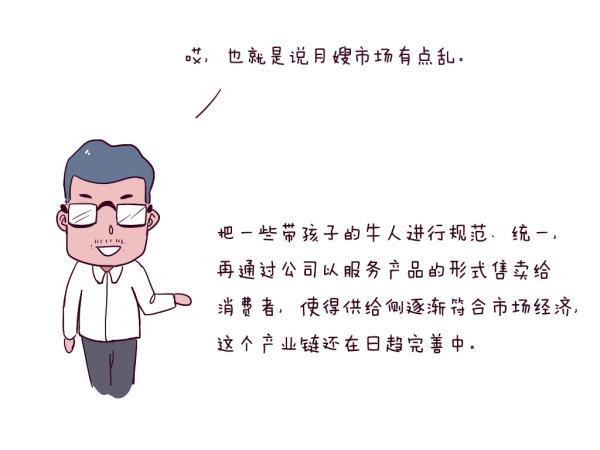 哎，也就是说月嫂市场有点乱。
把一些带孩子的牛人进行规范、统一，
再通过公司以服务产品的形式售卖给
消费者，使得供给侧逐渐符合市场经济，
这个产业链还在日趋完善中。